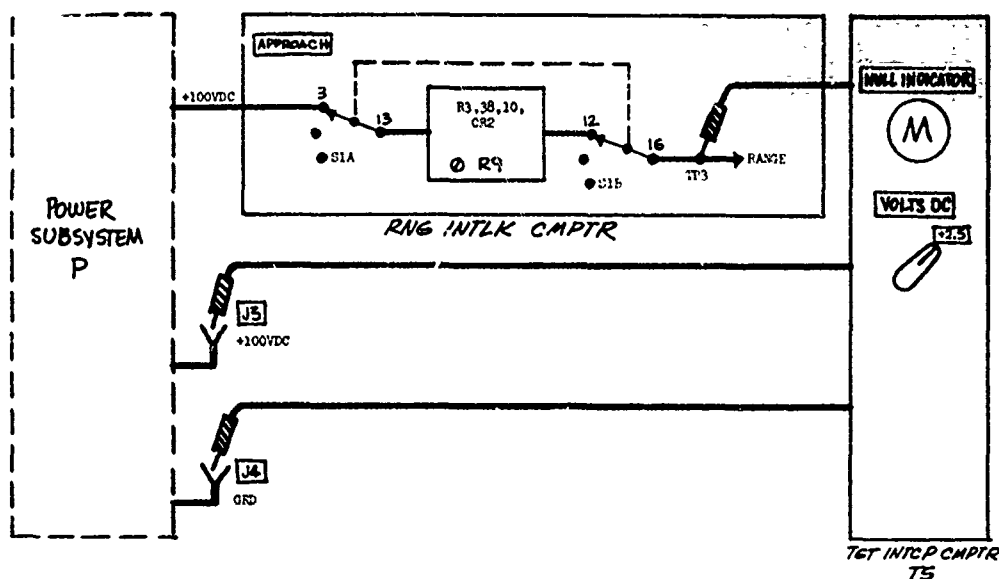 APPROACH
+100VDC
3
13
S1A
R3,38,10,
CR2
R9
12
16
S1B
TP3
RANGE
RNG INTLK CMPTR
NULL INDICATOR
M
VOLTS DC
+2.5
POWER
SUBSYSTEM
P
J3
+100VDC
J4
GRD
TGT INTCP CMPTR
TS